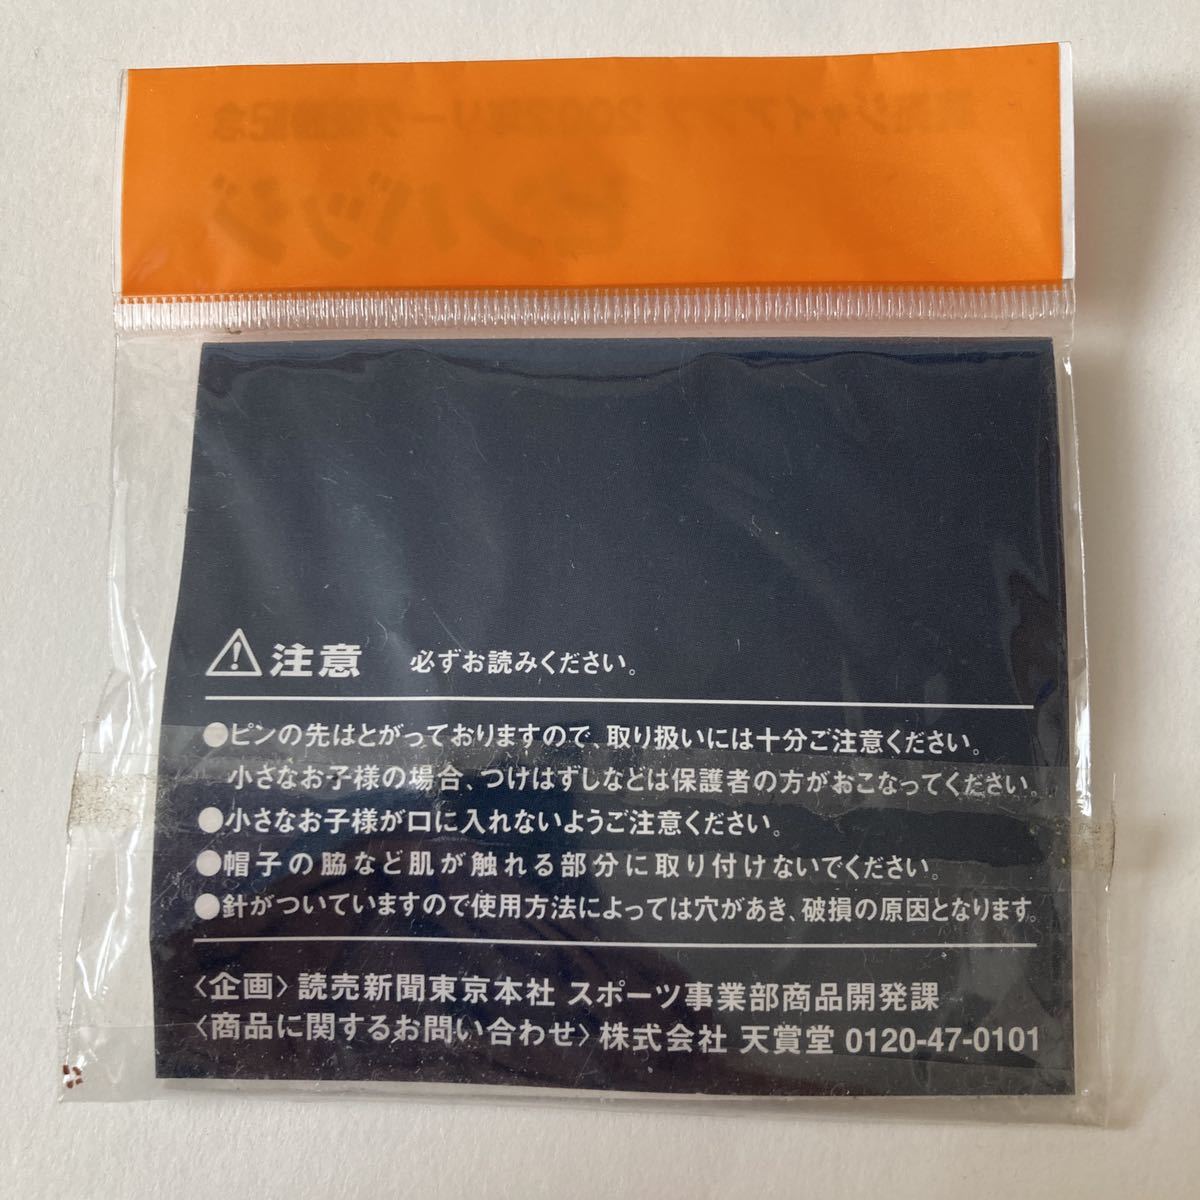 ピンバッジ
注意 必ずお読みください。
●ピンの先はとがっておりますので、取り扱いには十分ご注意ください。
小さなお子様の場合、つけはずしなどは保護者の方がおこなってください。
●小さなお子様が口に入れないようご注意ください。
●帽子の脇など肌が触れる部分に取り付けないでください。
●針がついていますので使用方法によっては穴があき、破損の原因となります。
〈企画〉読売新聞東京本社 スポーツ事業部商品開発課
〈商品に関するお問い合わせ〉株式会社 天賞堂 0120-47-0101